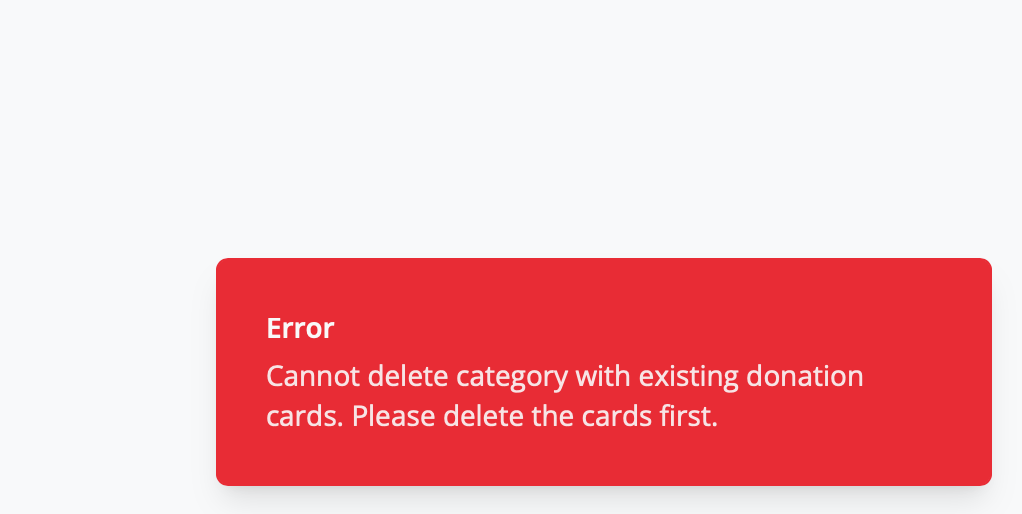 Error
Cannot delete category with existing donation
cards. Please delete the cards first.